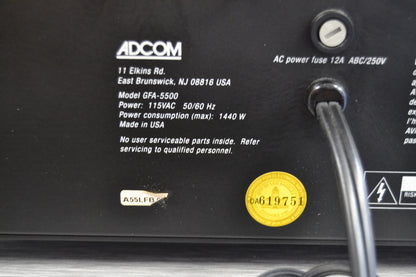 ADCOM
11 Elkins Rd.
East Brunswick, NJ 08816 USA
Model GFA-5500
Power: 115VAC 50/60 Hz
Power consumption (max): 1440 W
Made in USA
No user serviceable parts inside. Refer
servicing to qualified personnel.
AC power fuse 12A ABC/250V
A55LFB
CA619751
RISK